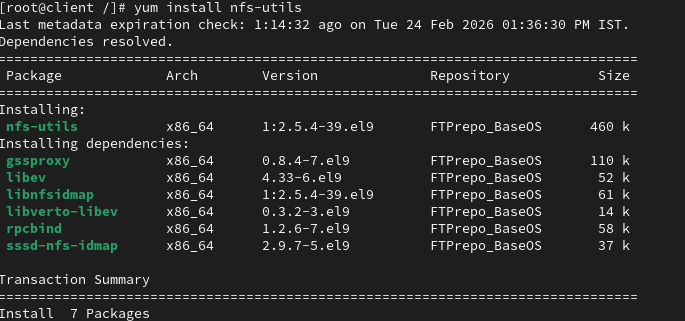 [root@client /]# yum install nfs-utils
Last metadata expiration check: 1:14:32 ago on Tue 24 Feb 2026 01:36:30 PM IST.
Dependencies resolved.
================================================================================
 Package             Arch        Version              Repository           Size
================================================================================
Installing:
 nfs-utils           x86_64      1:2.5.4-39.el9       FTPrepo_BaseOS      460 k
Installing dependencies:
 gssproxy            x86_64      0.8.4-7.el9          FTPrepo_BaseOS      110 k
 libev               x86_64      4.33-6.el9           FTPrepo_BaseOS       52 k
 libnfsidmap         x86_64      1:2.5.4-39.el9       FTPrepo_BaseOS       61 k
 libverto-libev      x86_64      0.3.2-3.el9          FTPrepo_BaseOS       14 k
 rpcbind             x86_64      1.2.6-7.el9          FTPrepo_BaseOS       58 k
 sssd-nfs-idmap      x86_64      2.9.7-5.el9          FTPrepo_BaseOS       37 k

Transaction Summary
================================================================================
Install  7 Packages